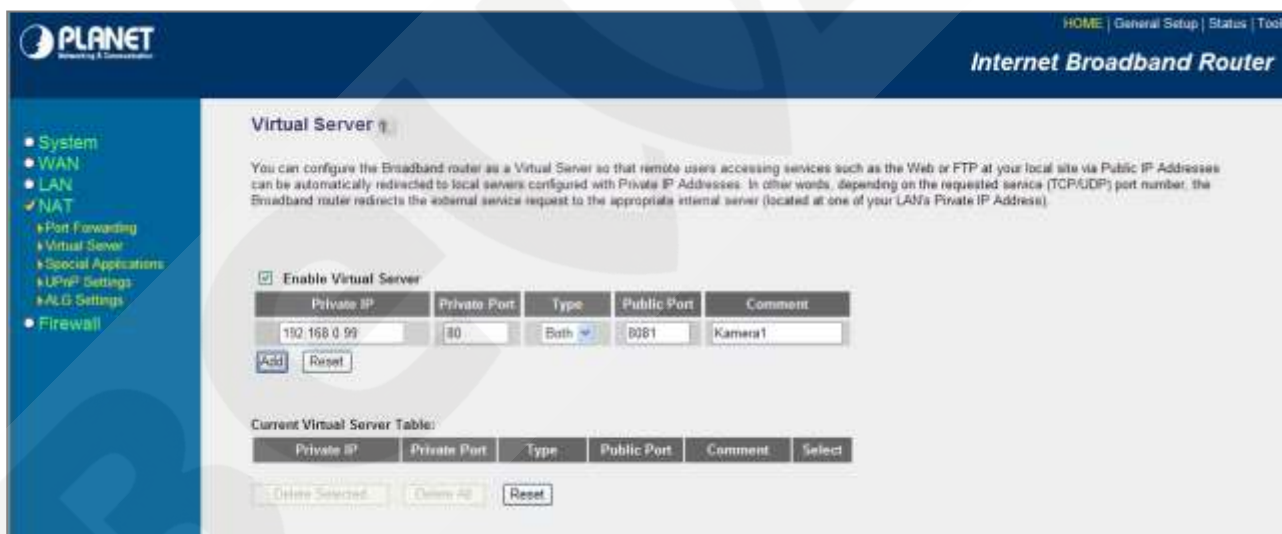 PLANET
Networking & Communication
HOME | General Setup | Status | Tool
Internet Broadband Router
System
WAN
LAN
NAT
Port Forwarding
Virtual Server
Special Applications
UPnP Settings
ALG Settings
Firewall
Virtual Server
You can configure the Broadband router as a Virtual Server so that remote users accessing services such as the Web or FTP at your local site via Public IP Addresses
can be automatically redirected to local servers configured with Private IP Addresses. In other words, depending on the requested service (TCP/UDP) port number, the
Broadband router redirects the external service request to the appropriate internal server (located at one of your LAN's Private IP Address).
Enable Virtual Server
Private IP Private Port Type Public Port Comment
192.168.0.99 80 Both 8081 Kamera1
Add Reset
Current Virtual Server Table:
Private IP Private Port Type Public Port Comment Select
Delete Selected Delete All Reset